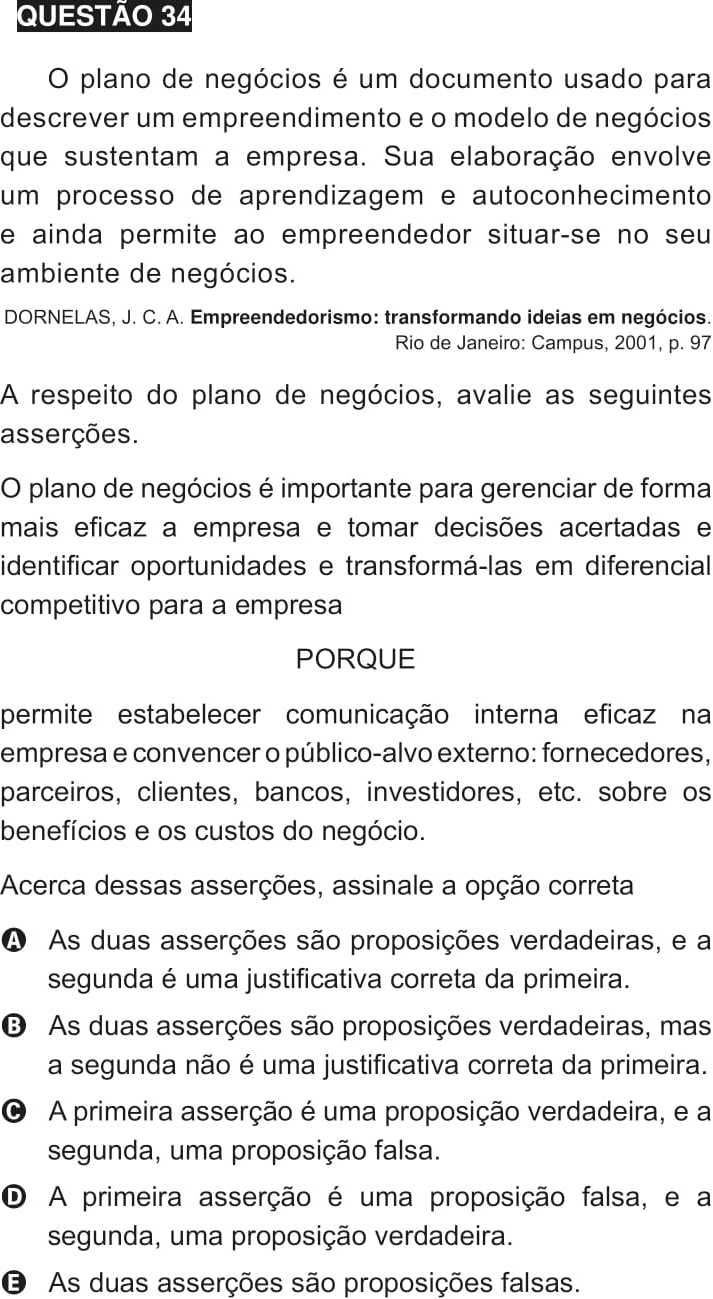 QUESTÃO 34
O plano de negócios é um documento usado para
descrever um empreendimento e o modelo de negócios
que sustentam a empresa. Sua elaboração envolve
um processo de aprendizagem e autoconhecimento
e ainda permite ao empreendedor situar-se no seu
ambiente de negócios.
DORNELAS, J. C. A. Empreendedorismo: transformando ideias em negócios.
Rio de Janeiro: Campus, 2001, p. 97
A respeito do plano de negócios, avalie as seguintes
asserções.
O plano de negócios é importante para gerenciar de forma
mais eficaz a empresa e tomar decisões acertadas e
identificar oportunidades e transformá-las em diferencial
competitivo para a empresa
PORQUE
permite estabelecer comunicação interna eficaz na
empresa e convencer o público-alvo externo: fornecedores,
parceiros, clientes, bancos, investidores, etc. sobre os
benefícios e os custos do negócio.
Acerca dessas asserções, assinale a opção correta
A As duas asserções são proposições verdadeiras, e a
segunda é uma justificativa correta da primeira.
B As duas asserções são proposições verdadeiras, mas
a segunda não é uma justificativa correta da primeira.
C A primeira asserção é uma proposição verdadeira, e a
segunda, uma proposição falsa.
D A primeira asserção é uma proposição falsa, e a
segunda, uma proposição verdadeira.
E As duas asserções são proposições falsas.